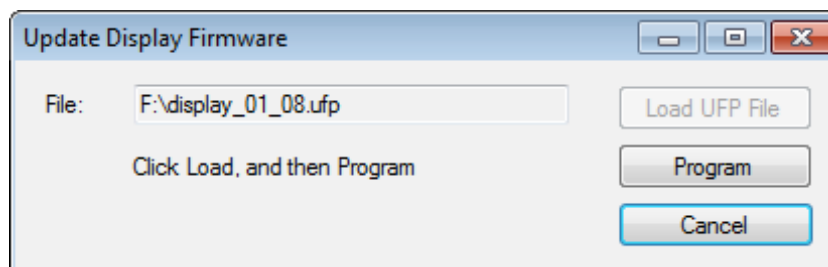 Update Display Firmware
File: F:\display_01_08.ufp Load UFP File
Click Load, and then Program Program
Cancel